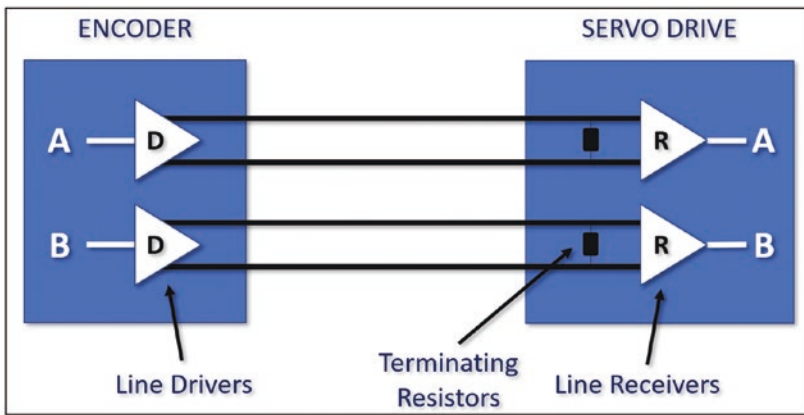 ENCODER
SERVO DRIVE
A
D
R
A
B
D
R
B
Line Drivers
Terminating
Resistors
Line Receivers